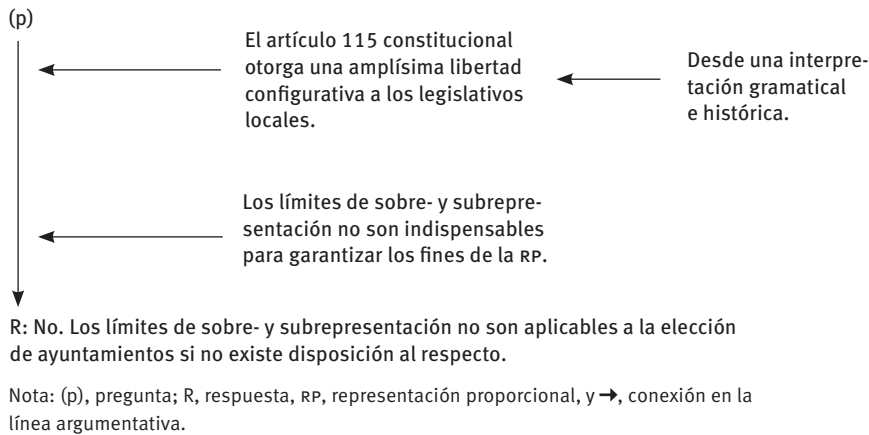 (p)
El artículo 115 constitucional
otorga una amplísima libertad
configurativa a los legislativos
locales.
Desde una interpre-
tación gramatical
e histórica.
Los límites de sobre- y subrepre-
sentación no son indispensables
para garantizar los fines de la RP.
R: No. Los límites de sobre- y subrepresentación no son aplicables a la elección
de ayuntamientos si no existe disposición al respecto.
Nota: (p), pregunta; R, respuesta, RP, representación proporcional, y →, conexión en la
línea argumentativa.